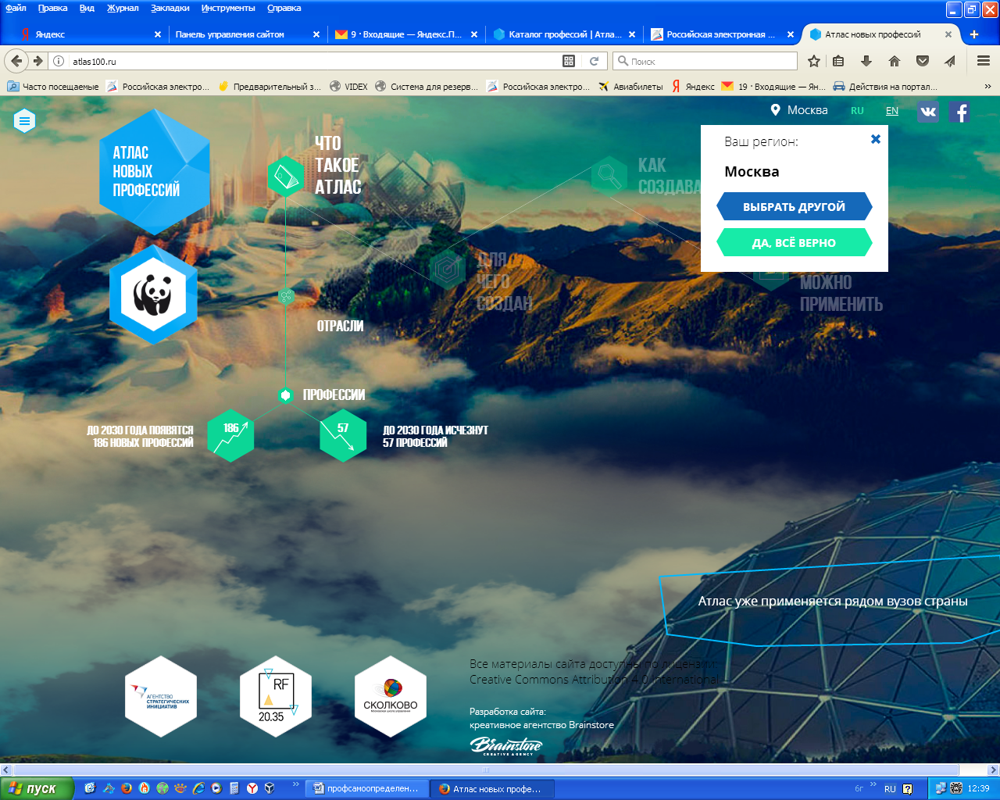 Файл Правка Вид Журнал Закладки Инструменты Справка
Яндекс
Панель управления сайтом
9 · Входящие — Яндекс.П...
Каталог профессий | Атла...
Российская электронная ...
Атлас новых профессий
atlas100.ru
Поиск
Часто посещаемые
Российская электро...
Предварительный з...
VIDEX
Система для резерв...
Российская электро...
Авиабилеты
Яндекс
19 · Входящие — Ян...
Действия на портал...
Москва
RU
EN
Ваш регион:
Москва
ВЫБРАТЬ ДРУГОЙ
ДА, ВСЁ ВЕРНО
АТЛАС
НОВЫХ
ПРОФЕССИЙ
ЧТО
ТАКОЕ
АТЛАС
КАК
СОЗДАВА
ДЛЯ
ЧЕГО
СОЗДАН
МОЖНО
ПРИМЕНИТЬ
ОТРАСЛИ
ПРОФЕССИИ
ДО 2030 ГОДА ПОЯВЯТСЯ
186 НОВЫХ ПРОФЕССИЙ
186
57
ДО 2030 ГОДА ИСЧЕЗНУТ
57 ПРОФЕССИЙ
Атлас уже применяется рядом вузов страны
АГЕНТСТВО
СТРАТЕГИЧЕСКИХ
ИНИЦИАТИВ
RF
20.35
СКОЛКОВО
Московская школа управления
Все материалы сайта доступны по лицензии:
Creative Commons Attribution 4.0 International
Разработка сайта:
креативное агентство Brainstore
Brainstore
CREATIVE AGENCY
пуск
профсамоопределен...
Атлас новых профе...
6г
RU
12:39